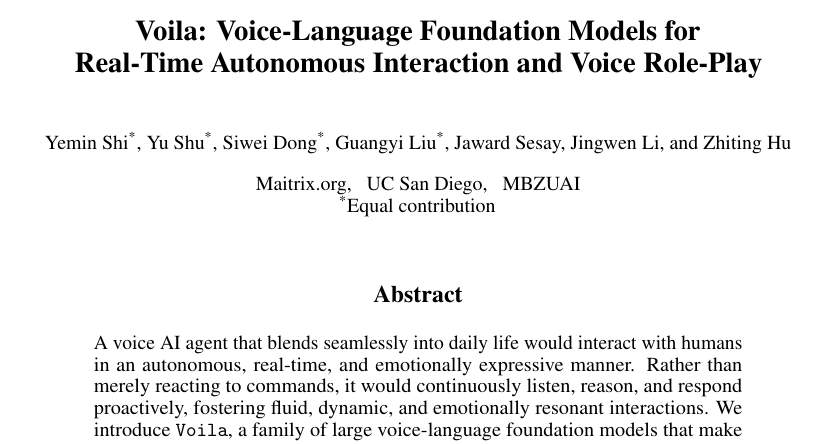 Voila: Voice-Language Foundation Models for
Real-Time Autonomous Interaction and Voice Role-Play
Yemin Shi*, Yu Shu*, Siwei Dong*, Guangyi Liu*, Jaward Sesay, Jingwen Li, and Zhiting Hu
Maitrix.org, UC San Diego, MBZUAI
*Equal contribution
Abstract
A voice AI agent that blends seamlessly into daily life would interact with humans
in an autonomous, real-time, and emotionally expressive manner. Rather than
merely reacting to commands, it would continuously listen, reason, and respond
proactively, fostering fluid, dynamic, and emotionally resonant interactions. We
introduce Voila, a family of large voice-language foundation models that make